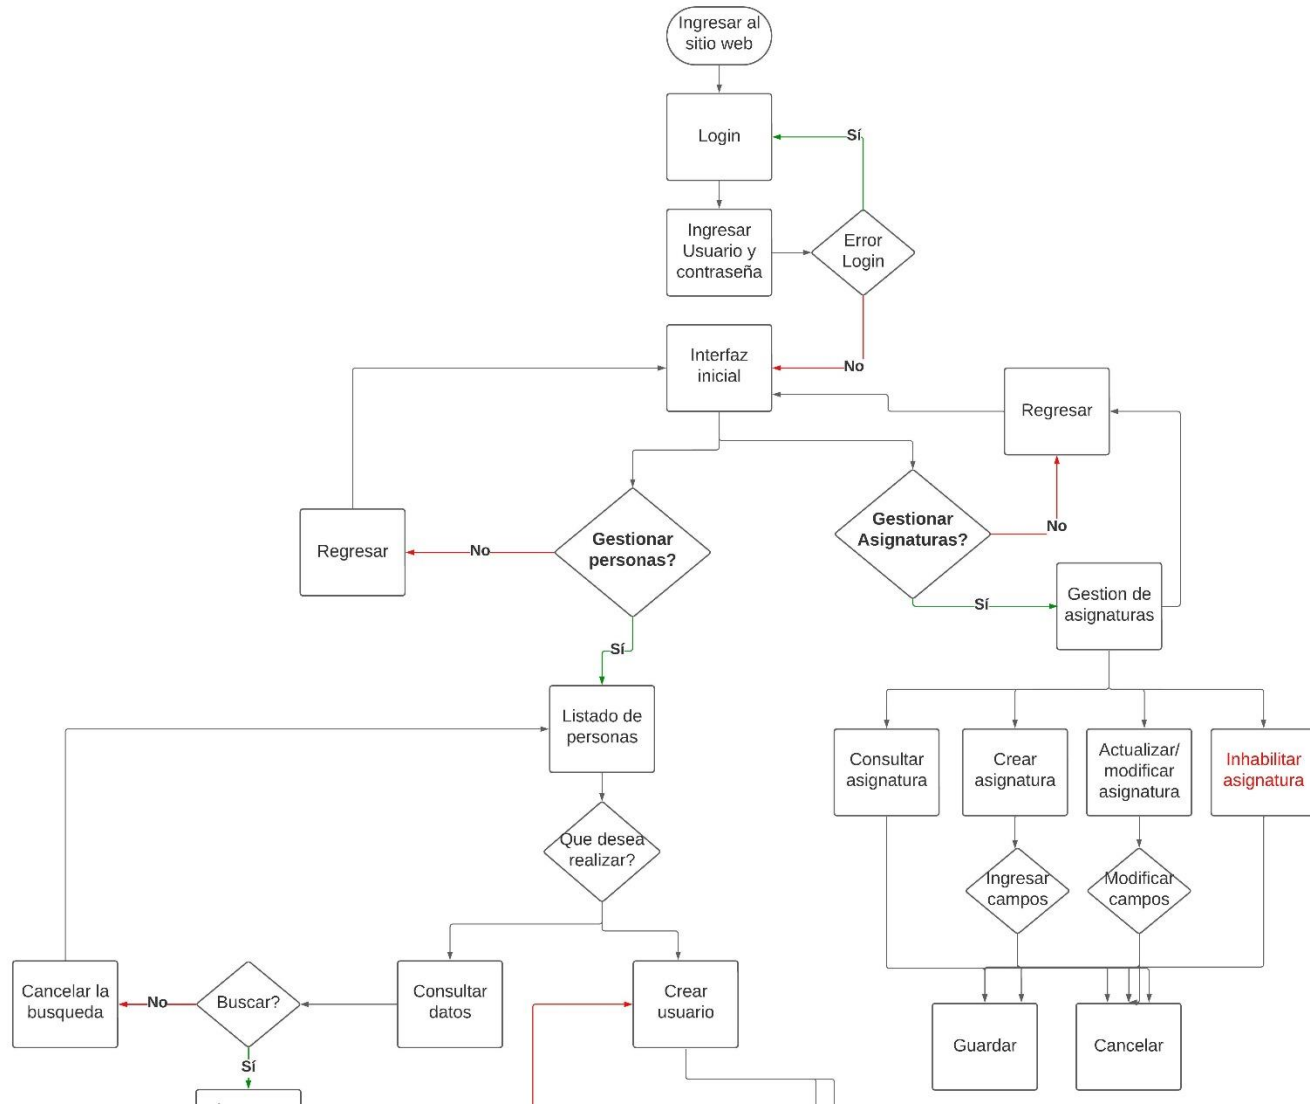 Ingresar al
sitio web
Login
Sí
Ingresar
Usuario y
contraseña
Error
Login
Interfaz
inicial
No
Regresar
Regresar
No
Gestionar
personas?
Gestionar
Asignaturas?
No
Sí
Gestion de
asignaturas
Sí
Listado de
personas
Consultar
asignatura
Crear
asignatura
Actualizar/
modificar
asignatura
Inhabilitar
asignatura
Que desea
realizar?
Ingresar
campos
Modificar
campos
Cancelar la
busqueda
No
Buscar?
Consultar
datos
Crear
usuario
Guardar
Cancelar
Sí